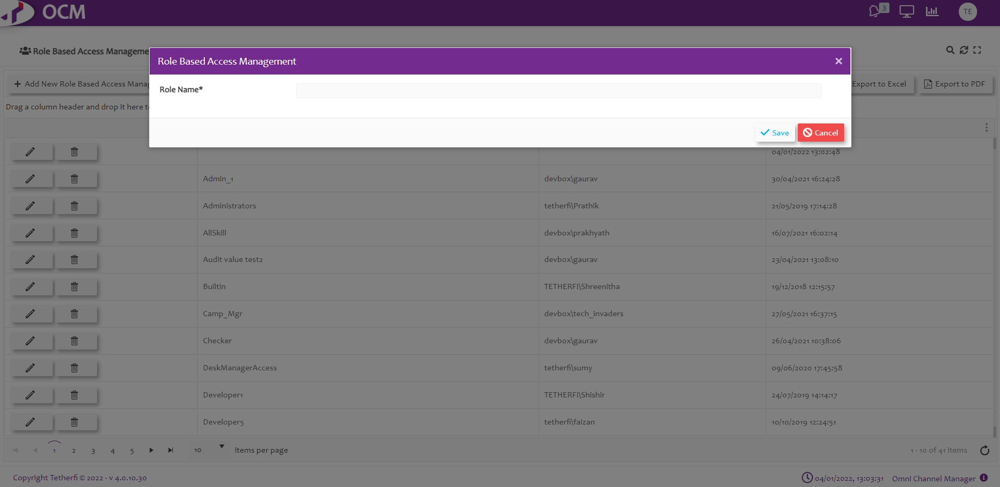 OCM
3
TE
Role Based Access Manageme
Role Based Access Management
×
+ Add New Role Based Access Manag
Role Name*
Export to Excel
Export to PDF
Drag a column header and drop it here t
Save
Cancel
04/01/2022 13:02:48
Admin_1 devbox\gaurav 30/04/2021 16:24:28
Administrators tetherfi\Prathik 21/05/2019 17:14:28
AllSkill devbox\prakhyath 16/07/2021 16:02:14
Audit value test2 devbox\gaurav 23/04/2021 13:08:10
Builtin TETHERFI\Shreenitha 19/12/2018 12:15:57
Camp_Mgr devbox\tech_invaders 27/05/2021 16:37:15
Checker devbox\gaurav 26/04/2021 10:38:06
DeskManagerAccess tetherfi\sumy 09/06/2020 17:45:58
Developer1 TETHERFI\Shishir 24/07/2019 14:14:17
Developer5 tetherfi\faizan 10/10/2019 12:24:51
1 2 3 4 5 10 items per page 1 - 10 of 41 items
Copyright Tetherfi © 2022 - v 4.0.10.30 04/01/2022, 13:03:31 Omni Channel Manager